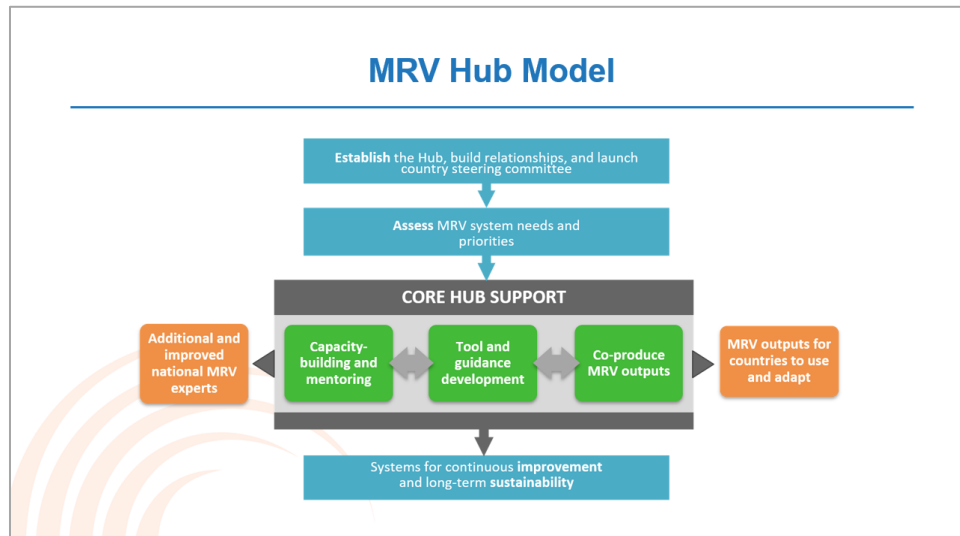 MRV Hub Model
Establish the Hub, build relationships, and launch
country steering committee
Assess MRV system needs and
priorities
CORE HUB SUPPORT
Additional and
improved
national MRV
experts
Capacity-
building and
mentoring
Tool and
guidance
development
Co-produce
MRV outputs
MRV outputs for
countries to use
and adapt
Systems for continuous improvement
and long-term sustainability